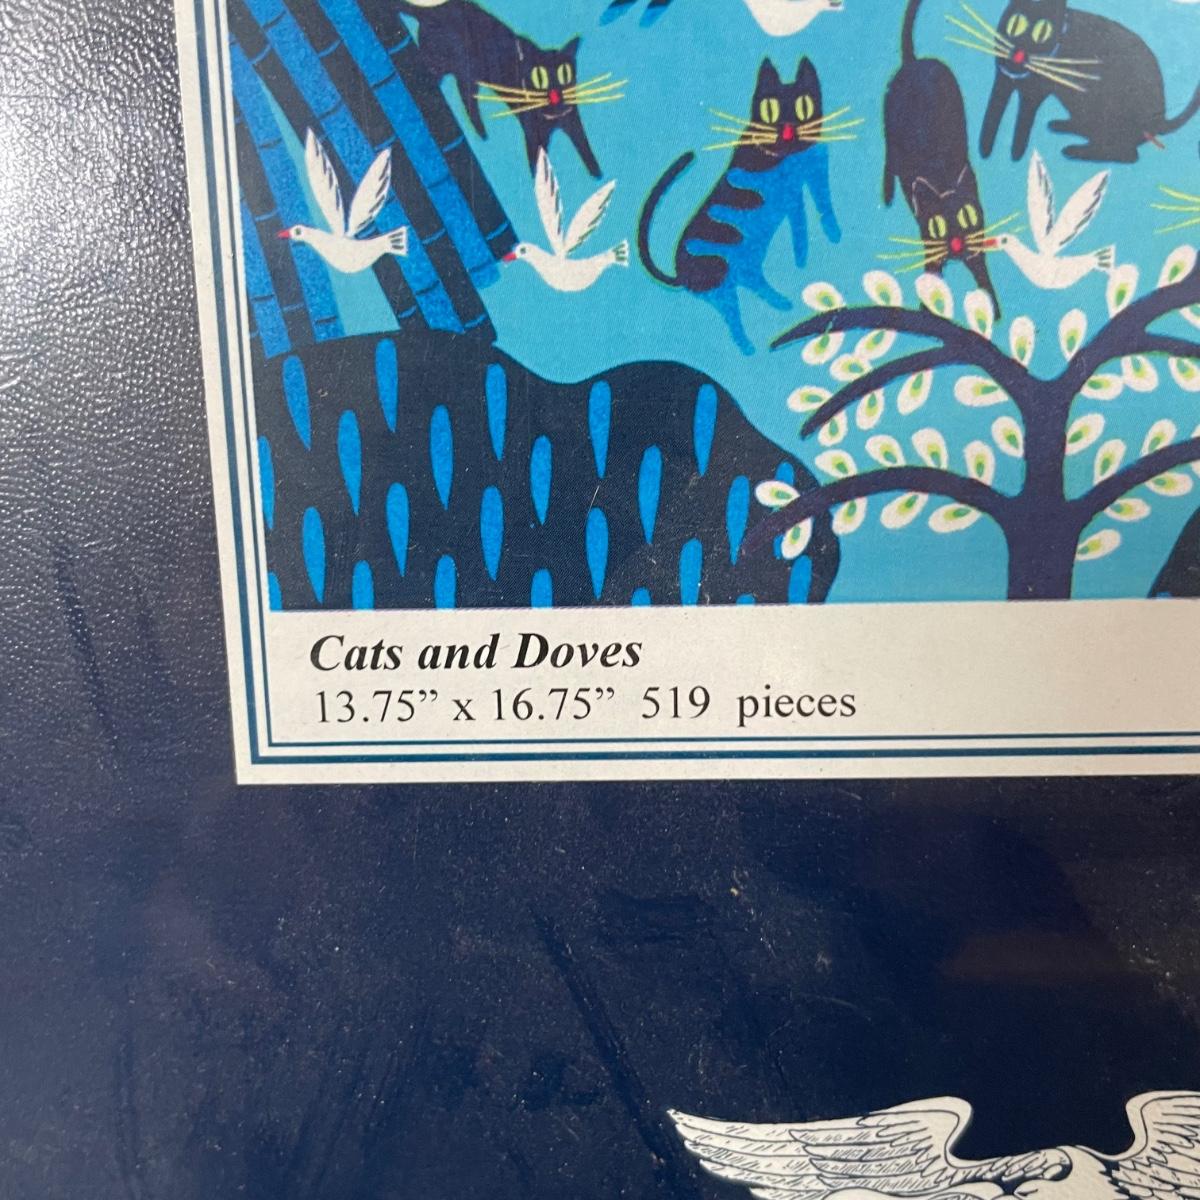 Cats and Doves
13.75” x 16.75” 519 pieces